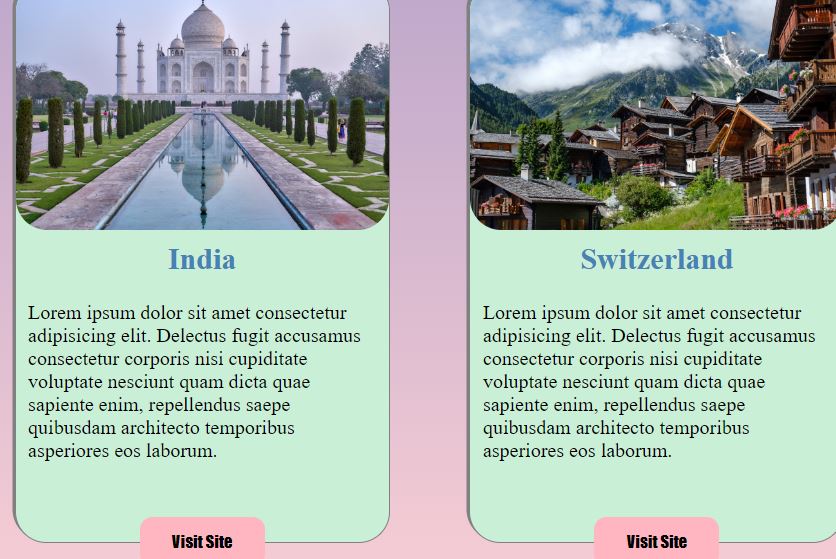 India
Lorem ipsum dolor sit amet consectetur
adipisicing elit. Delectus fugit accusamus
consectetur corporis nisi cupiditate
voluptate nesciunt quam dicta quae
sapiente enim, repellendus saepe
quibusdam architecto temporibus
asperiores eos laborum.
Visit Site
Switzerland
Lorem ipsum dolor sit amet consectetur
adipisicing elit. Delectus fugit accusamus
consectetur corporis nisi cupiditate
voluptate nesciunt quam dicta quae
sapiente enim, repellendus saepe
quibusdam architecto temporibus
asperiores eos laborum.
Visit Site